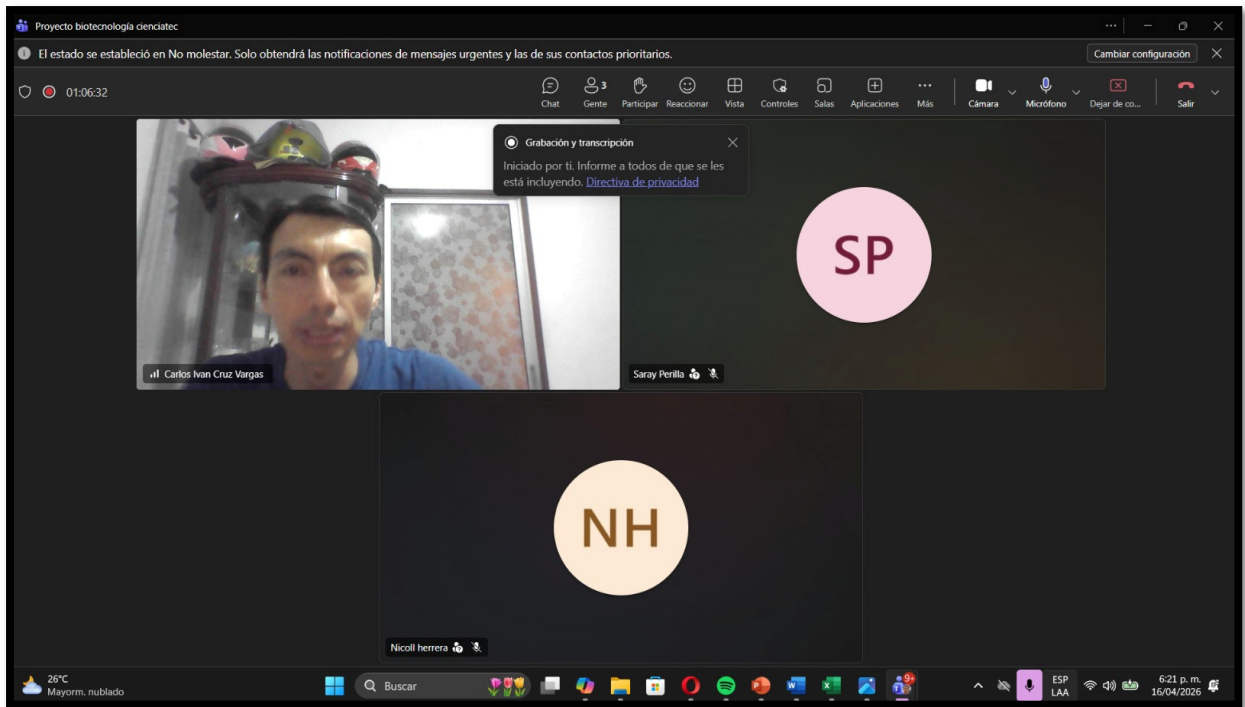 Proyecto biotecnología cienciatec
El estado se estableció en No molestar. Solo obtendrá las notificaciones de mensajes urgentes y las de sus contactos prioritarios.
Cambiar configuración
01:06:32
Chat
3
Gente
Participar
Reaccionar
Vista
Controles
Salas
Aplicaciones
Más
Cámara
Micrófono
Dejar de co...
Salir
Grabación y transcripción
Iniciado por ti. Informe a todos de que se les
está incluyendo. Directiva de privacidad
Carlos Ivan Cruz Vargas
SP
Saray Perilla
NH
Nicoll herrera
26°C
Mayorm. nublado
Buscar
9+
ESP
LAA
6:21 p. m.
16/04/2026